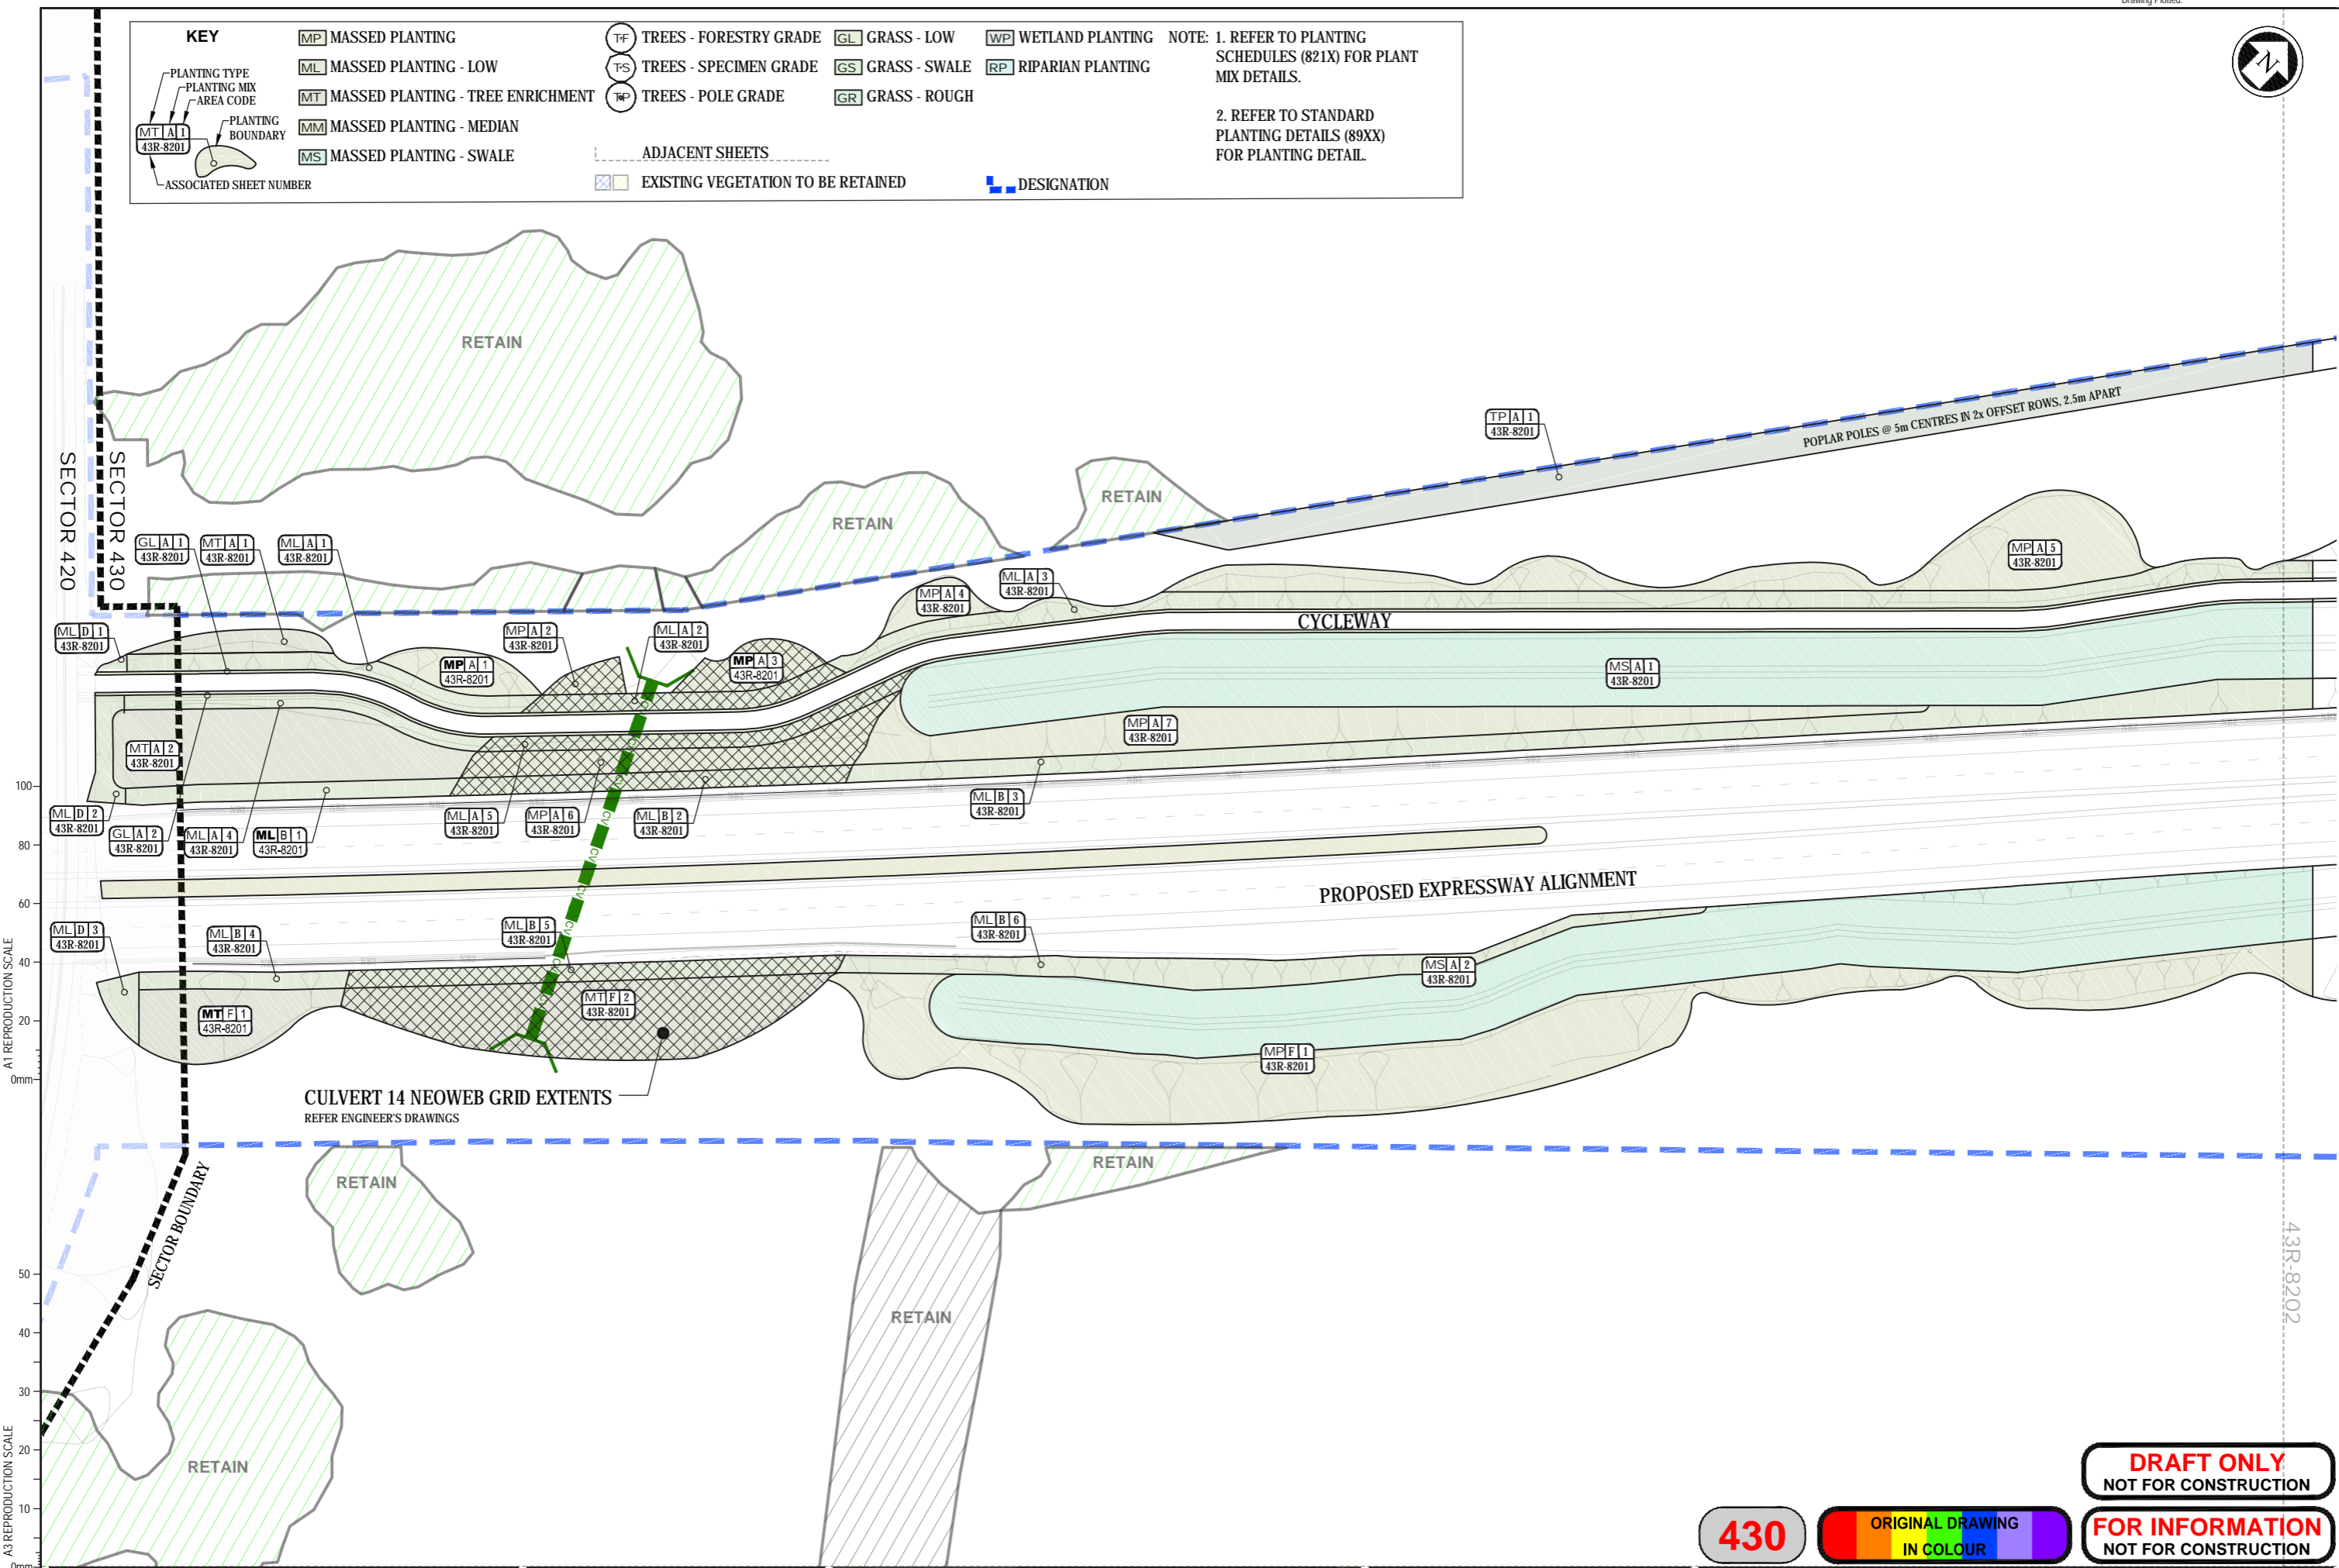 Drawing Plotted:
KEY
PLANTING TYPE
PLANTING MIX
AREA CODE
MT A 1
43R-8201
PLANTING
BOUNDARY
ASSOCIATED SHEET NUMBER
MP MASSED PLANTING
ML MASSED PLANTING - LOW
MT MASSED PLANTING - TREE ENRICHMENT
MM MASSED PLANTING - MEDIAN
MS MASSED PLANTING - SWALE
TF TREES - FORESTRY GRADE
TS TREES - SPECIMEN GRADE
TP TREES - POLE GRADE
ADJACENT SHEETS
EXISTING VEGETATION TO BE RETAINED
GL GRASS - LOW
GS GRASS - SWALE
GR GRASS - ROUGH
WP WETLAND PLANTING
RP RIPARIAN PLANTING
DESIGNATION
NOTE: 1. REFER TO PLANTING
SCHEDULES (821X) FOR PLANT
MIX DETAILS.
2. REFER TO STANDARD
PLANTING DETAILS (89XX)
FOR PLANTING DETAIL.
N
RETAIN
SECTOR 420
SECTOR 430
RETAIN
RETAIN
TP A 1
43R-8201
POPLAR POLES @ 5m CENTRES IN 2x OFFSET ROWS, 2.5m APART
GL A 1
43R-8201
MT A 1
43R-8201
ML A 1
43R-8201
MP A 5
43R-8201
ML A 3
43R-8201
MP A 4
43R-8201
ML D 1
43R-8201
MP A 2
43R-8201
ML A 2
43R-8201
CYCLEWAY
MP A 1
43R-8201
MP A 3
43R-8201
MS A 1
43R-8201
MT A 2
43R-8201
MP A 7
43R-8201
ML D 2
43R-8201
GL A 2
43R-8201
ML A 4
43R-8201
ML B 1
43R-8201
ML A 5
43R-8201
MP A 6
43R-8201
ML B 2
43R-8201
ML B 3
43R-8201
PROPOSED EXPRESSWAY ALIGNMENT
ML D 3
43R-8201
ML B 4
43R-8201
ML B 5
43R-8201
ML B 6
43R-8201
MS A 2
43R-8201
MT F 1
43R-8201
MT F 2
43R-8201
MP F 1
43R-8201
CULVERT 14 NEOWEB GRID EXTENTS
REFER ENGINEER'S DRAWINGS
SECTOR BOUNDARY
RETAIN
RETAIN
RETAIN
RETAIN
43R-8202
100
80
60
40
20
0mm
A1 REPRODUCTION SCALE
50
40
30
20
10
0mm
A3 REPRODUCTION SCALE
430
ORIGINAL DRAWING
IN COLOUR
DRAFT ONLY
NOT FOR CONSTRUCTION
FOR INFORMATION
NOT FOR CONSTRUCTION